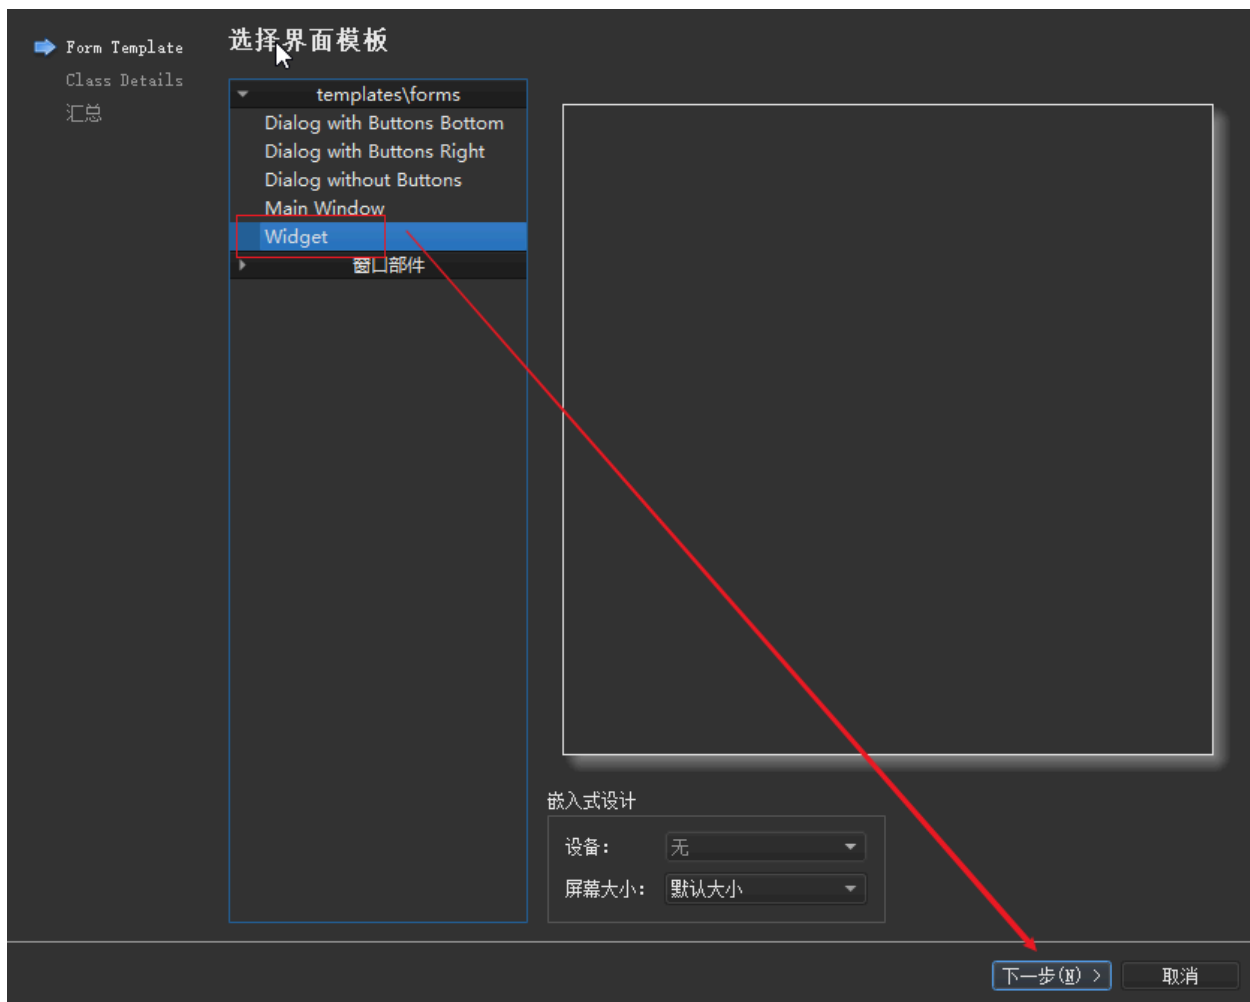 Form Template
Class Details
汇总
选择界面模板
templates\forms
Dialog with Buttons Bottom
Dialog with Buttons Right
Dialog without Buttons
Main Window
Widget
窗口部件
嵌入式设计
设备: 无
屏幕大小: 默认大小
下一步(N) > 取消